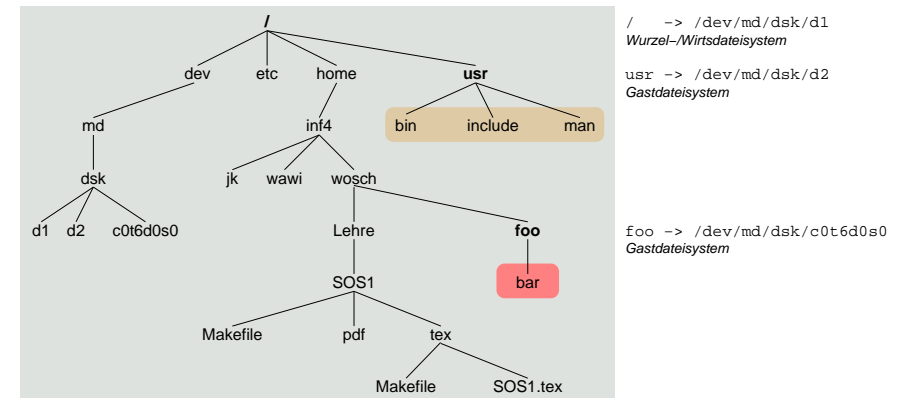 /
dev etc home usr
md inf4 bin include man
dsk jk wawi wosch
d1 d2 c0t6d0s0 Lehre foo
SOS1 bar
Makefile pdf tex
Makefile SOS1.tex
/ -> /dev/md/dsk/d1
Wurzel-/Wirtsdateisystem
usr -> /dev/md/dsk/d2
Gastdateisystem
foo -> /dev/md/dsk/c0t6d0s0
Gastdateisystem